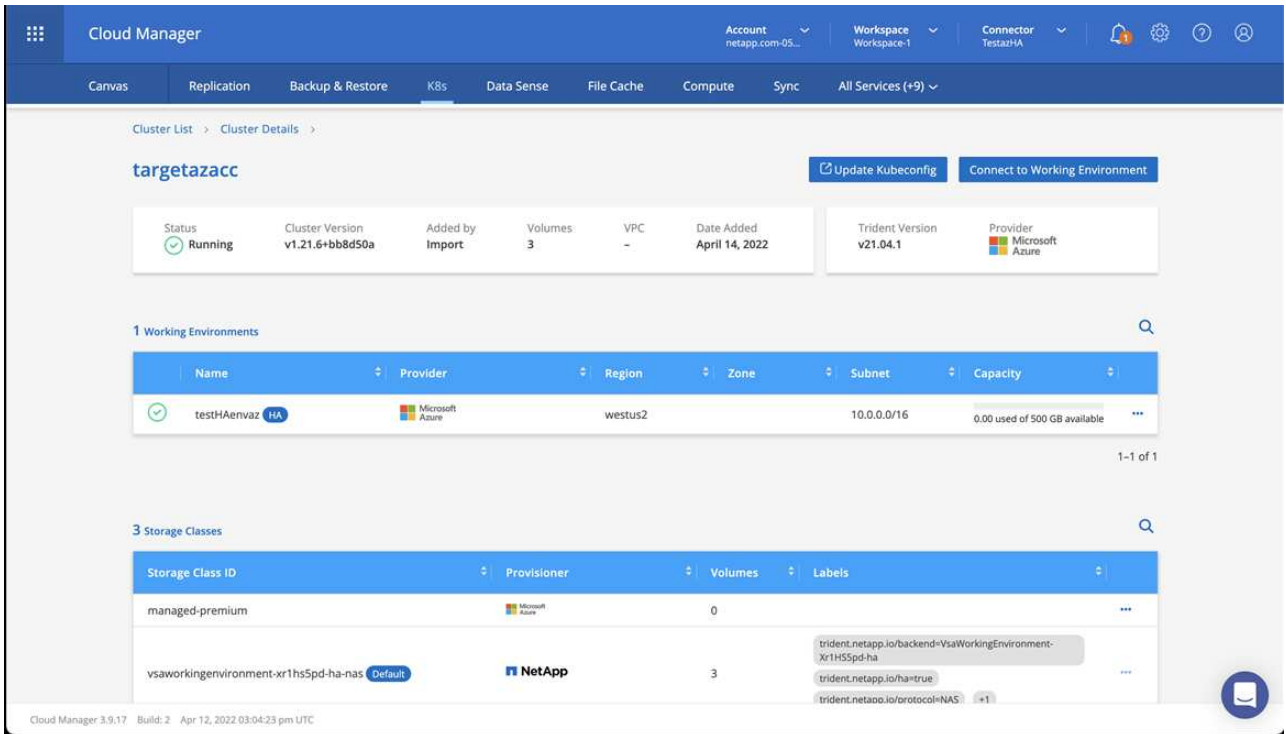 Cloud Manager
Account
netapp.com-05...
Workspace
Workspace-1
Connector
TestazHA
1
Canvas Replication Backup & Restore K8s Data Sense File Cache Compute Sync All Services (+9)
Cluster List > Cluster Details >
targetazacc
Update Kubeconfig
Connect to Working Environment
Status Cluster Version Added by Volumes VPC Date Added Trident Version Provider
Running v1.21.6+bb8d50a Import 3 – April 14, 2022 v21.04.1 Microsoft Azure
1 Working Environments
Name Provider Region Zone Subnet Capacity
testHAenvaz HA Microsoft Azure westus2 10.0.0.0/16 0.00 used of 500 GB available
1–1 of 1
3 Storage Classes
Storage Class ID Provisioner Volumes Labels
managed-premium Microsoft Azure 0
vsaworkingenvironment-xr1hs5pd-ha-nas Default NetApp 3
trident.netapp.io/backend=VsaWorkingEnvironment-
Xr1HS5pd-ha
trident.netapp.io/ha=true
trident.netapp.io/protocol=NAS +1
Cloud Manager 3.9.17 Build: 2 Apr 12, 2022 03:04:23 pm UTC